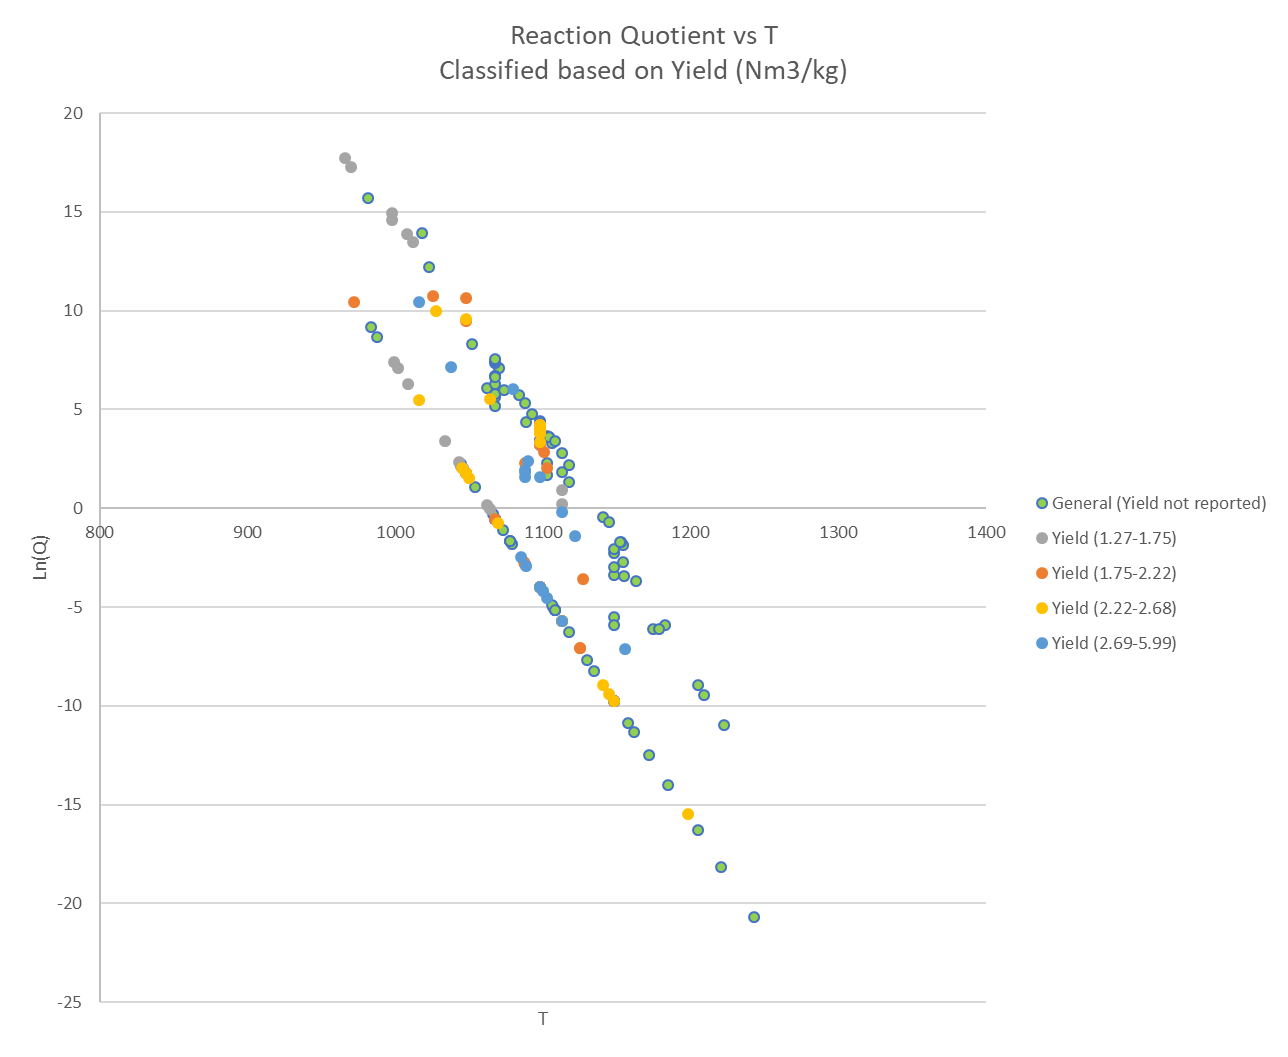 Reaction Quotient vs T
Classified based on Yield (Nm3/kg)
20
15
10
5
0
-5
-10
-15
-20
-25
800
900
1000
1100
1200
1300
1400
Ln(Q)
T
General (Yield not reported)
Yield (1.27-1.75)
Yield (1.75-2.22)
Yield (2.22-2.68)
Yield (2.69-5.99)